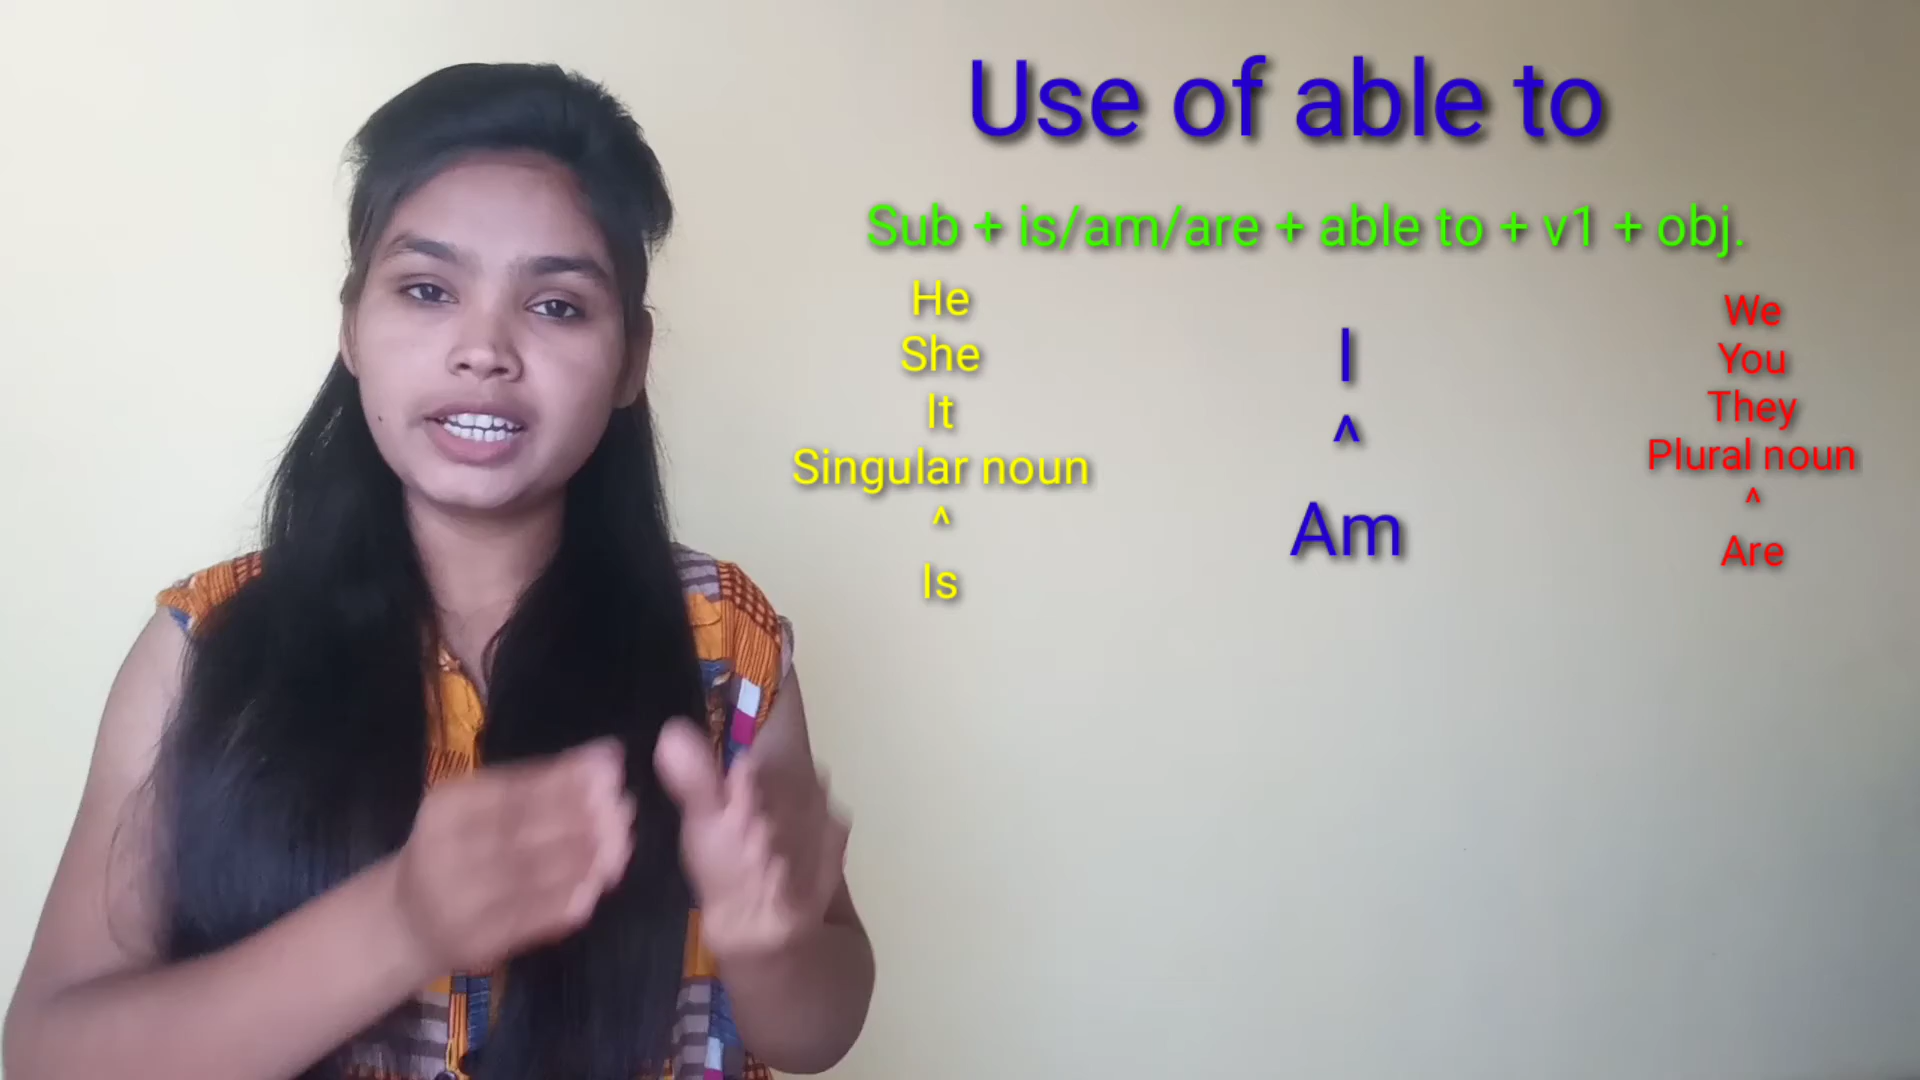 Use of able to
Sub + is/am/are + able to + v1 + obj.
He
She
It
Singular noun
^
Is
I
^
Am
We
You
They
Plural noun
^
Are